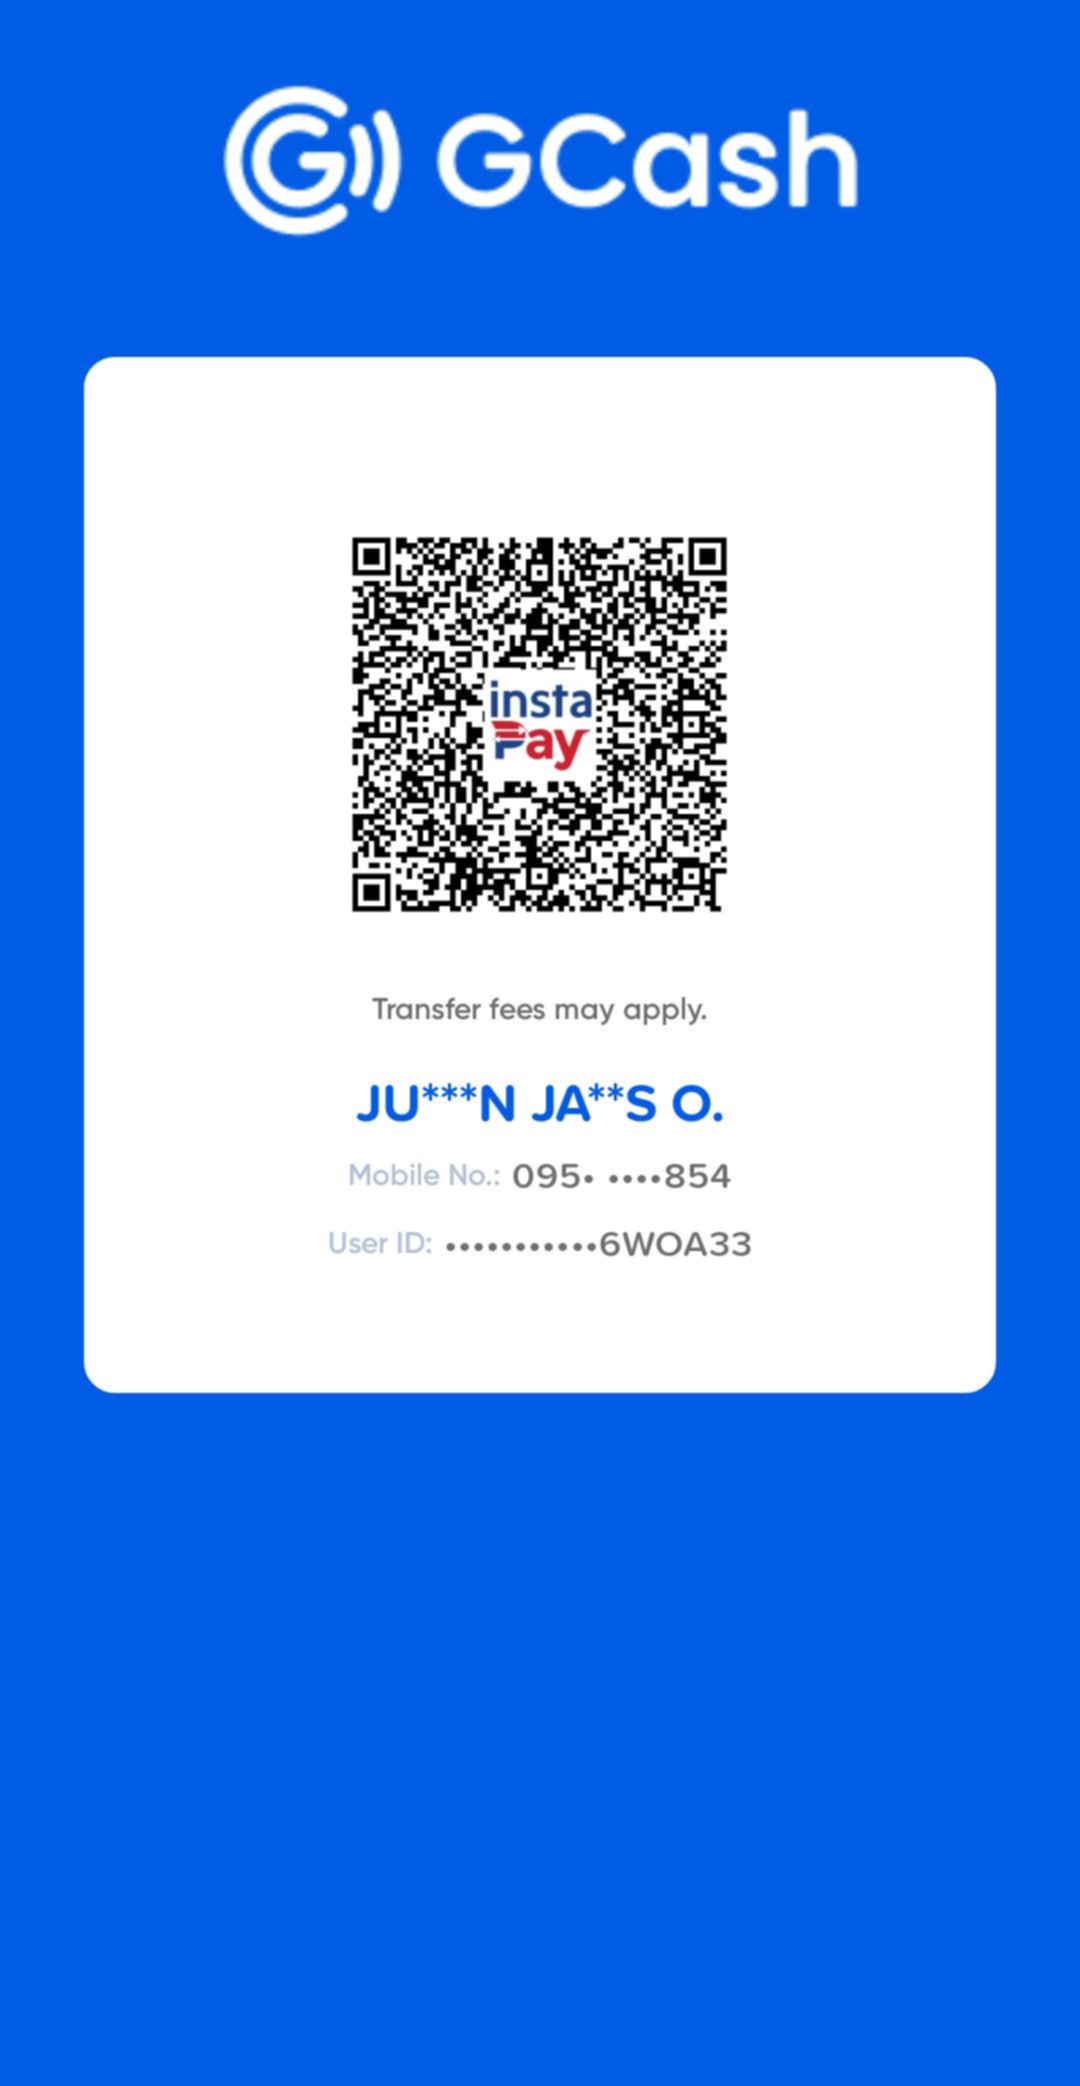 GCash
insta
Pay
Transfer fees may apply.
JU***N JA**S O.
Mobile No.: 095• ••••854
User ID: •••••••••••6WOA33